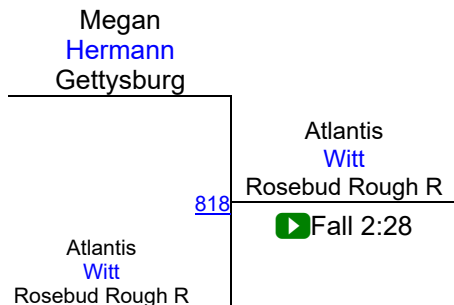 Megan
Hermann
Gettysburg
Atlantis
Witt
Rosebud Rough R
818
Fall 2:28
Atlantis
Witt
Rosebud Rough R